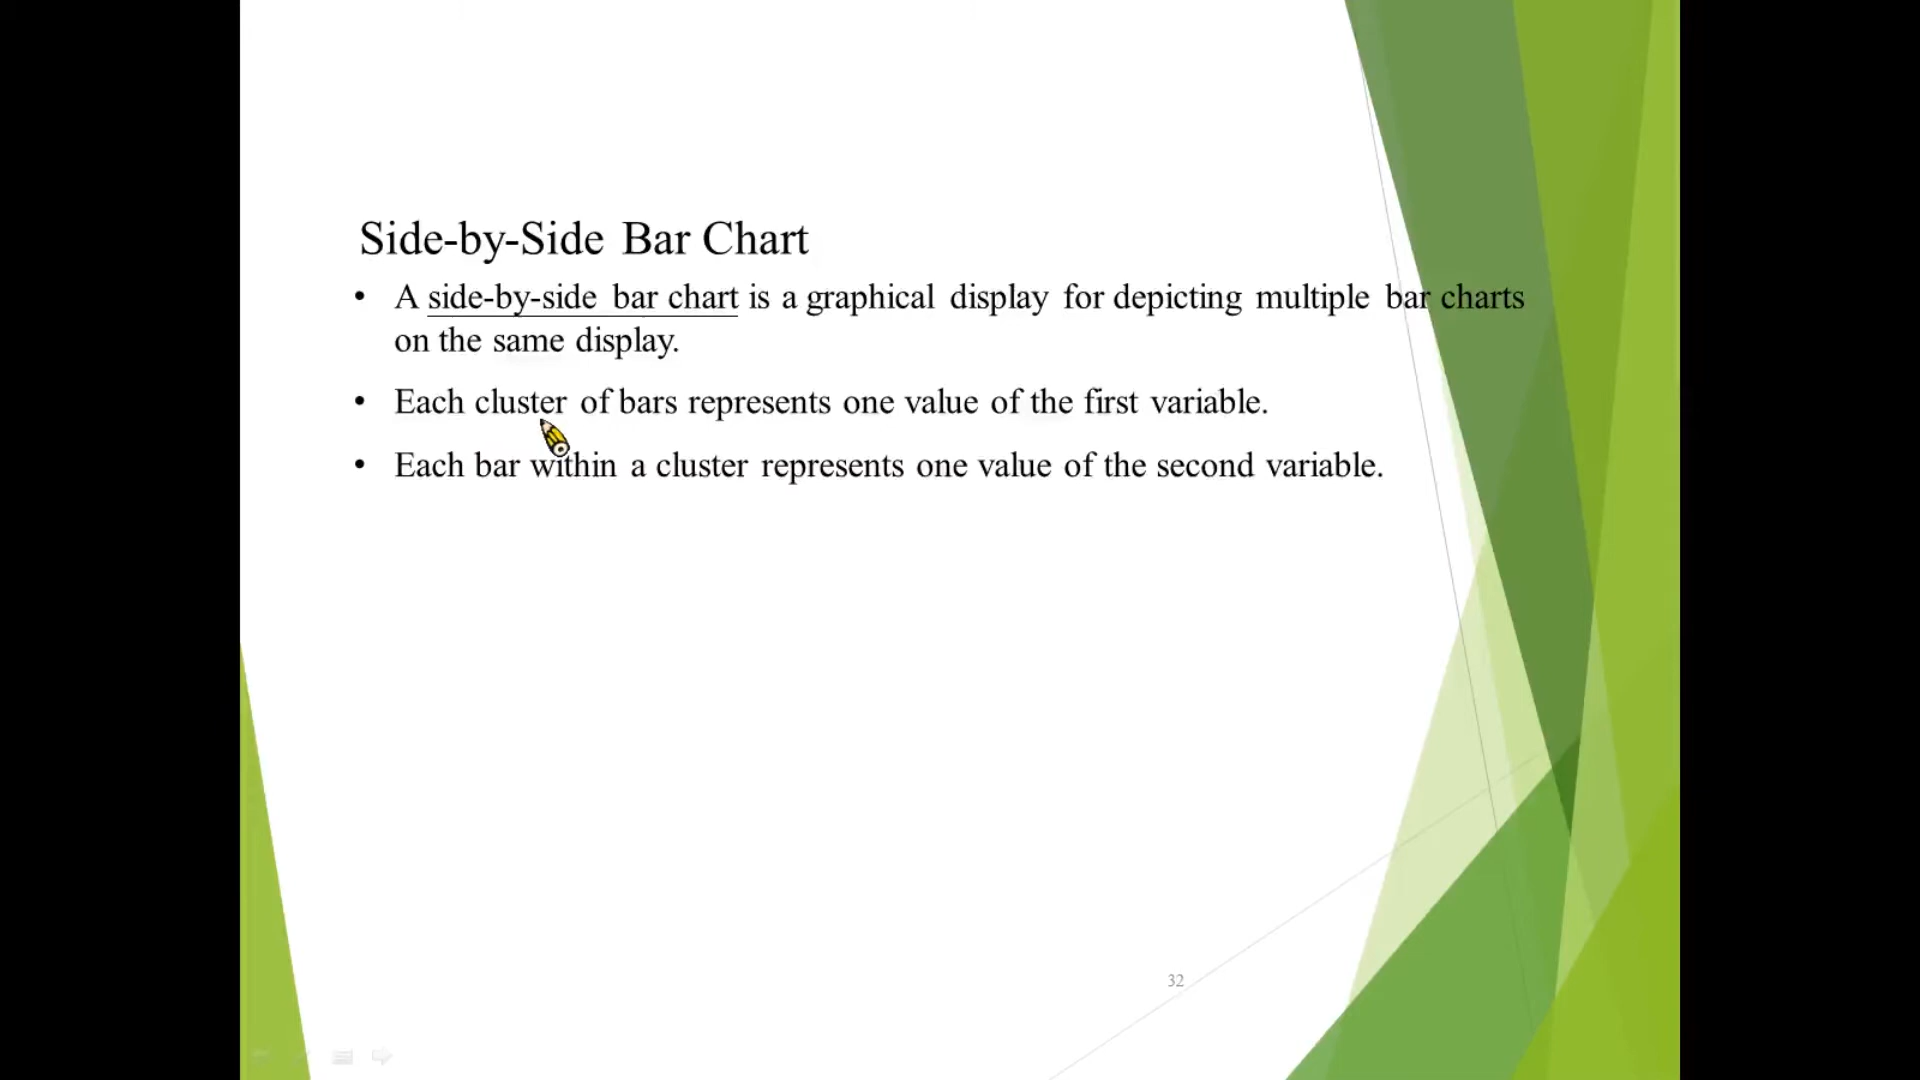 Side-by-Side Bar Chart
• A side-by-side bar chart is a graphical display for depicting multiple bar charts
on the same display.
• Each cluster of bars represents one value of the first variable.
• Each bar within a cluster represents one value of the second variable.
32